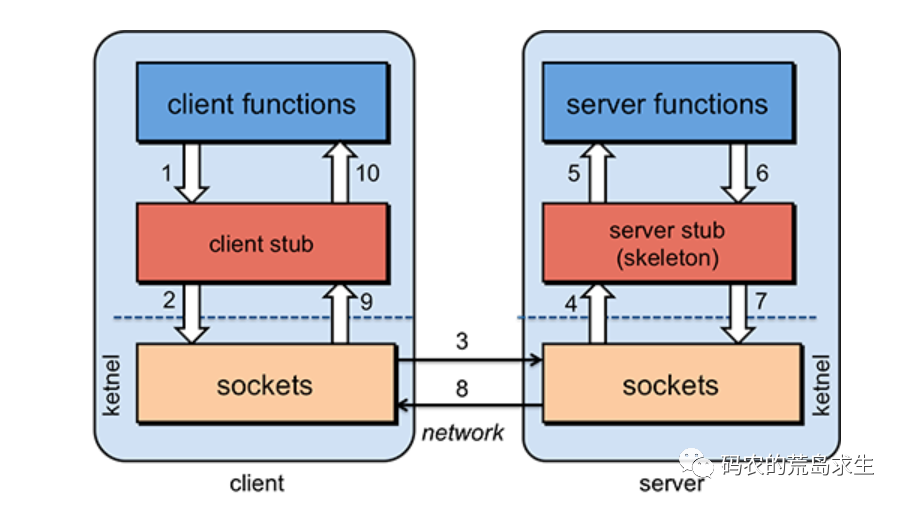 client functions
server functions
1
10
5
6
client stub
server stub
(skeleton)
2
9
4
7
ketnel
sockets
3
8
network
sockets
ketnel
client
server
码农的荒岛求生